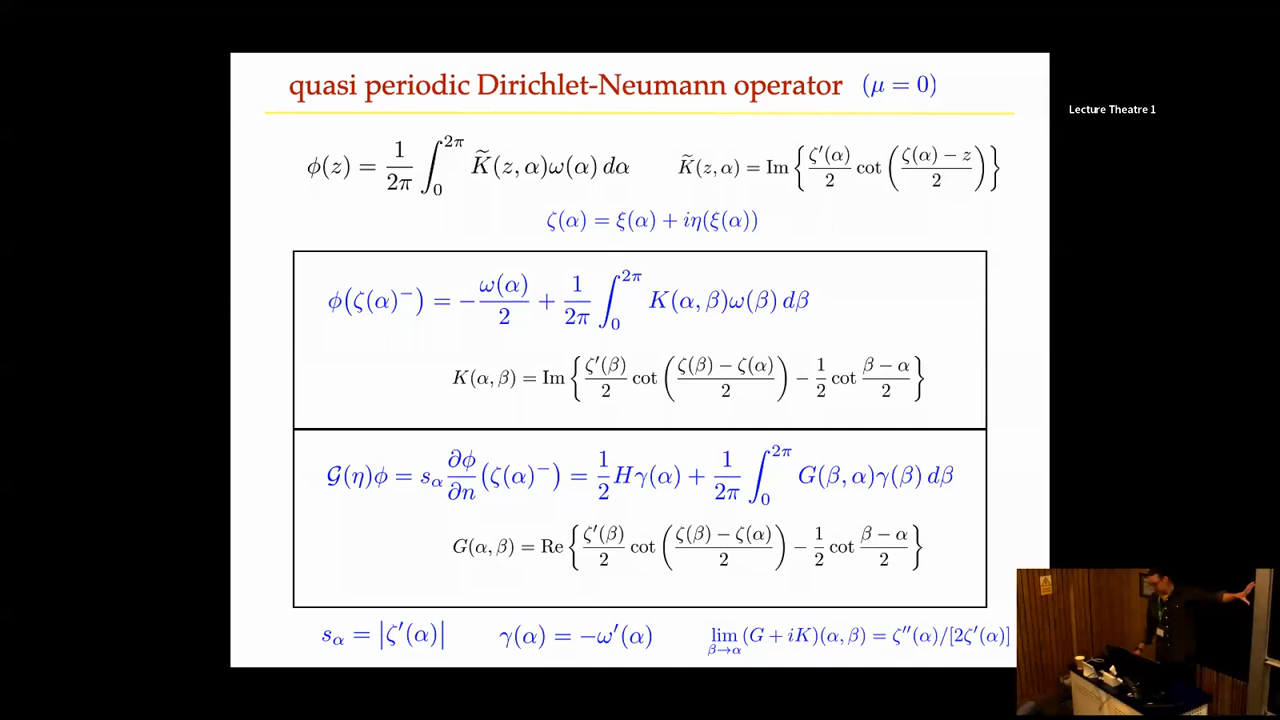 quasi periodic Dirichlet-Neumann operator (μ = 0)
Lecture Theatre 1
φ(z) = 1/2π ∫₀^{2π} K̃(z, α)ω(α) dα    K̃(z, α) = Im { ζ′(α)/2 cot ( (ζ(α) − z)/2 ) }
ζ(α) = ξ(α) + iη(ξ(α))
φ(ζ(α)⁻) = − ω(α)/2 + 1/2π ∫₀^{2π} K(α, β)ω(β) dβ
K(α, β) = Im { ζ′(β)/2 cot ( (ζ(β) − ζ(α))/2 ) − 1/2 cot (β − α)/2 }
𝒢(η)φ = s_α ∂φ/∂n (ζ(α)⁻) = 1/2 Hγ(α) + 1/2π ∫₀^{2π} G(β, α)γ(β) dβ
G(α, β) = Re { ζ′(β)/2 cot ( (ζ(β) − ζ(α))/2 ) − 1/2 cot (β − α)/2 }
s_α = |ζ′(α)|    γ(α) = −ω′(α)    lim_{β→α} (G + iK)(α, β) = ζ″(α)/[2ζ′(α)]